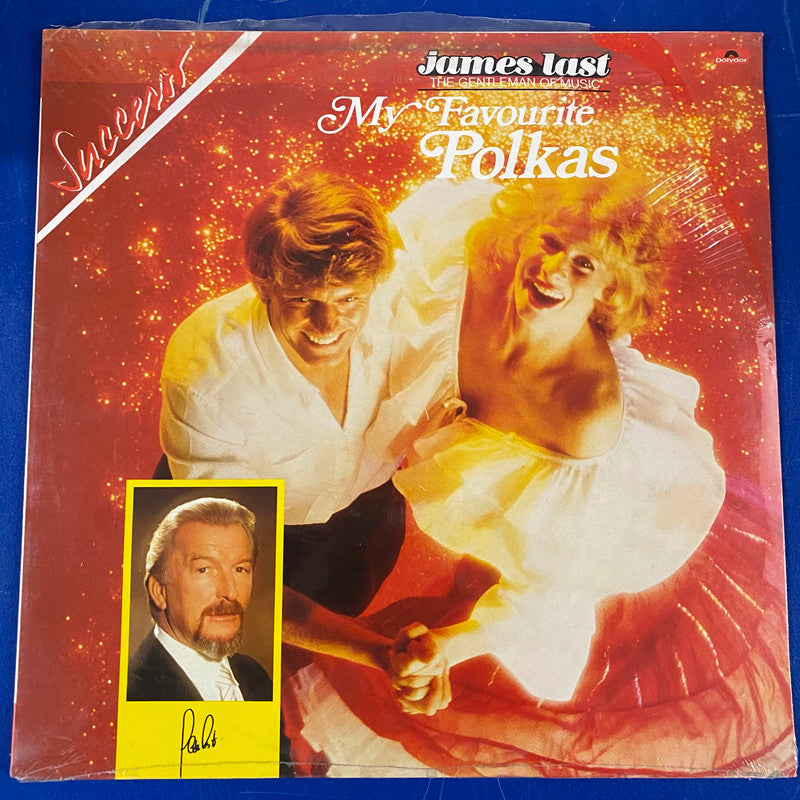 Success
james last
THE GENTLEMAN OF MUSIC
My Favourite
Polkas
polydor